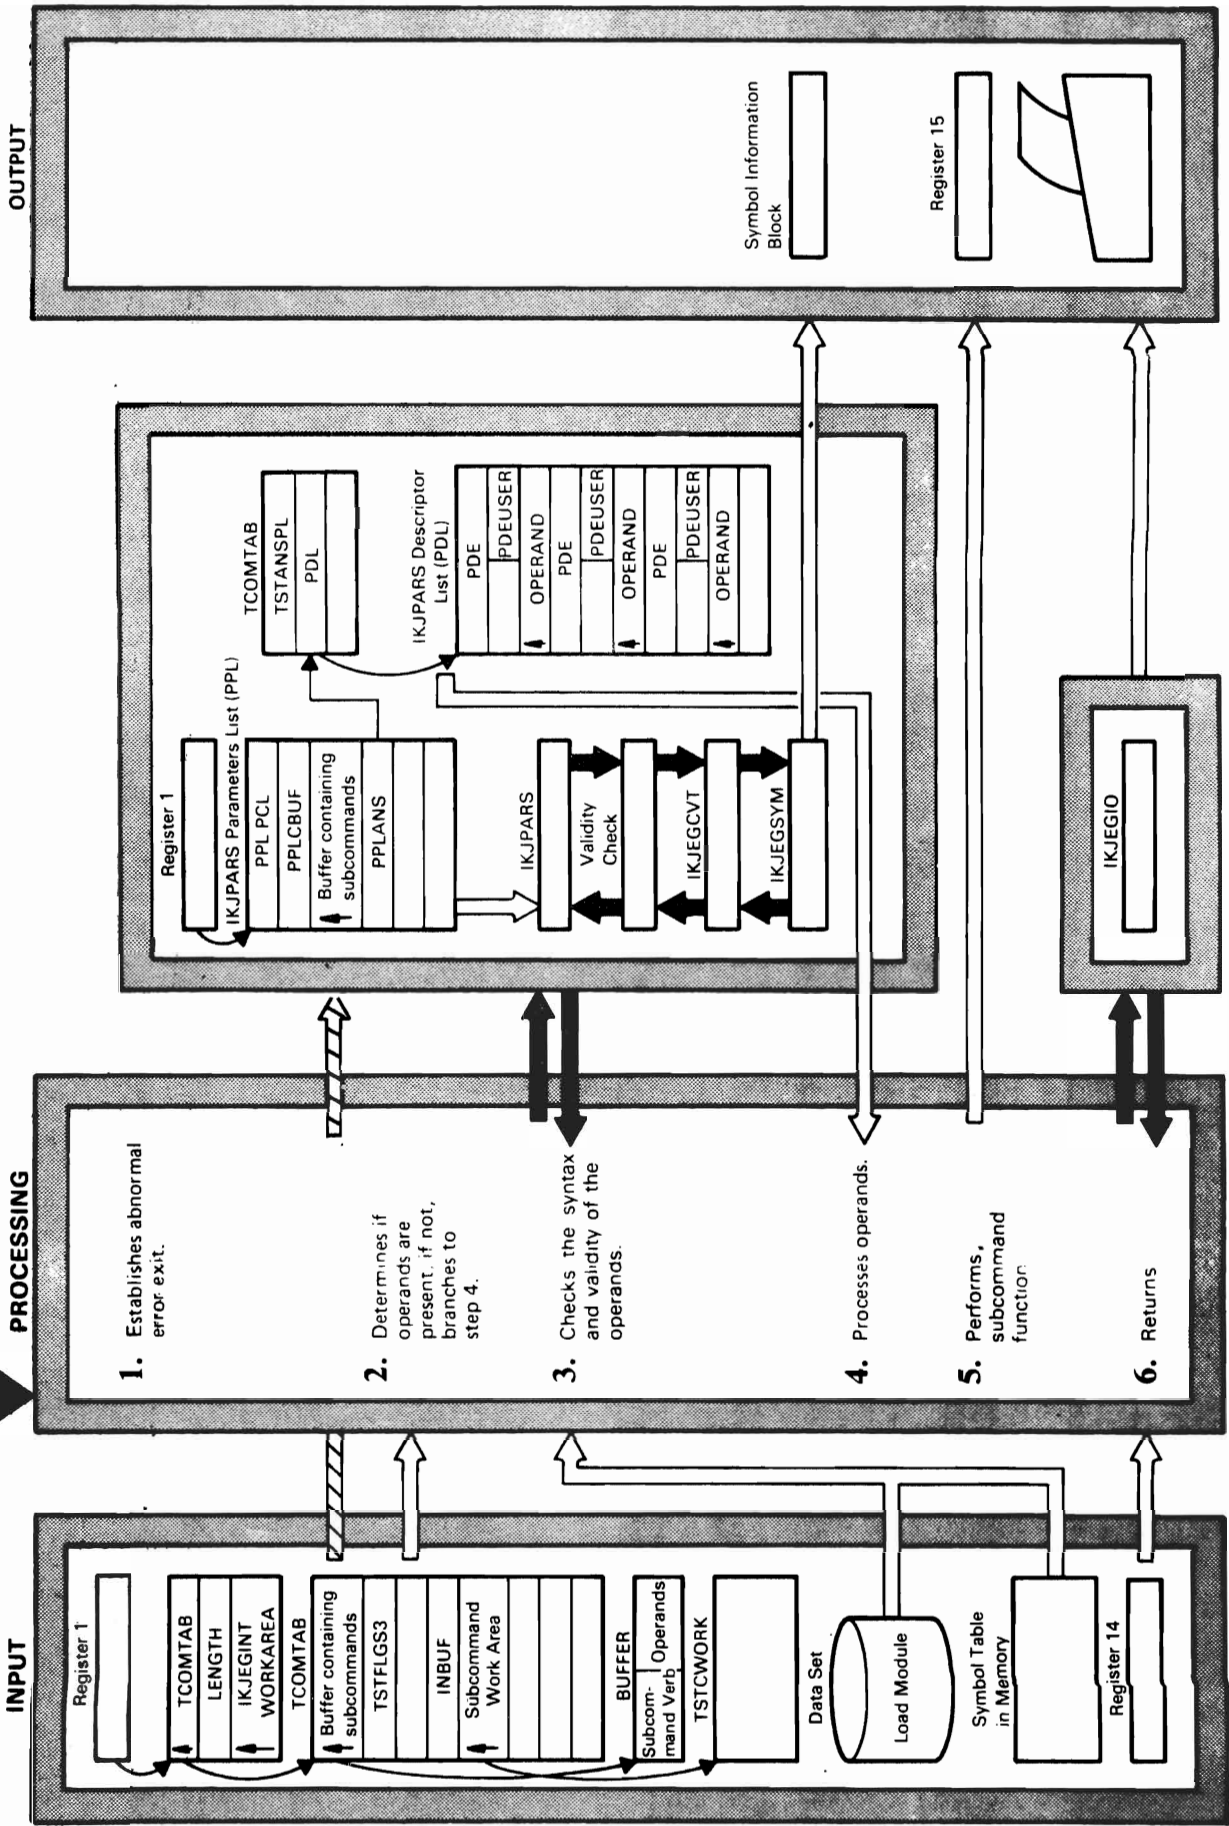 INPUT
PROCESSING
OUTPUT
Register 1
TCOMTAB
LENGTH
IKJEGINT
WORKAREA
TCOMTAB
Buffer containing
subcommands
TSTFLGS3
INBUF
Subcommand
Work Area
BUFFER
Subcom-
mand Verb
Operands
TSTCWORK
Data Set
Load Module
Symbol Table
in Memory
Register 14
1. Establishes abnormal
error exit.
2. Determines if
operands are
present, if not,
branches to
step 4.
3. Checks the syntax
and validity of the
operands.
4. Processes operands.
5. Performs,
subcommand
function
6. Returns
Register 1
IKJPARS Parameters List (PPL)
PPL PCL
PPLCBUF
Buffer containing
subcommands
PPLANS
TCOMTAB
TSTANSPL
PDL
IKJPARS Descriptor
List (PDL)
PDE
PDEUSER
OPERAND
PDE
PDEUSER
OPERAND
PDE
PDEUSER
OPERAND
IKJPARS
Validity
Check
IKJEGCVT
IKJEGSYM
IKJEGIO
Symbol Information
Block
Register 15